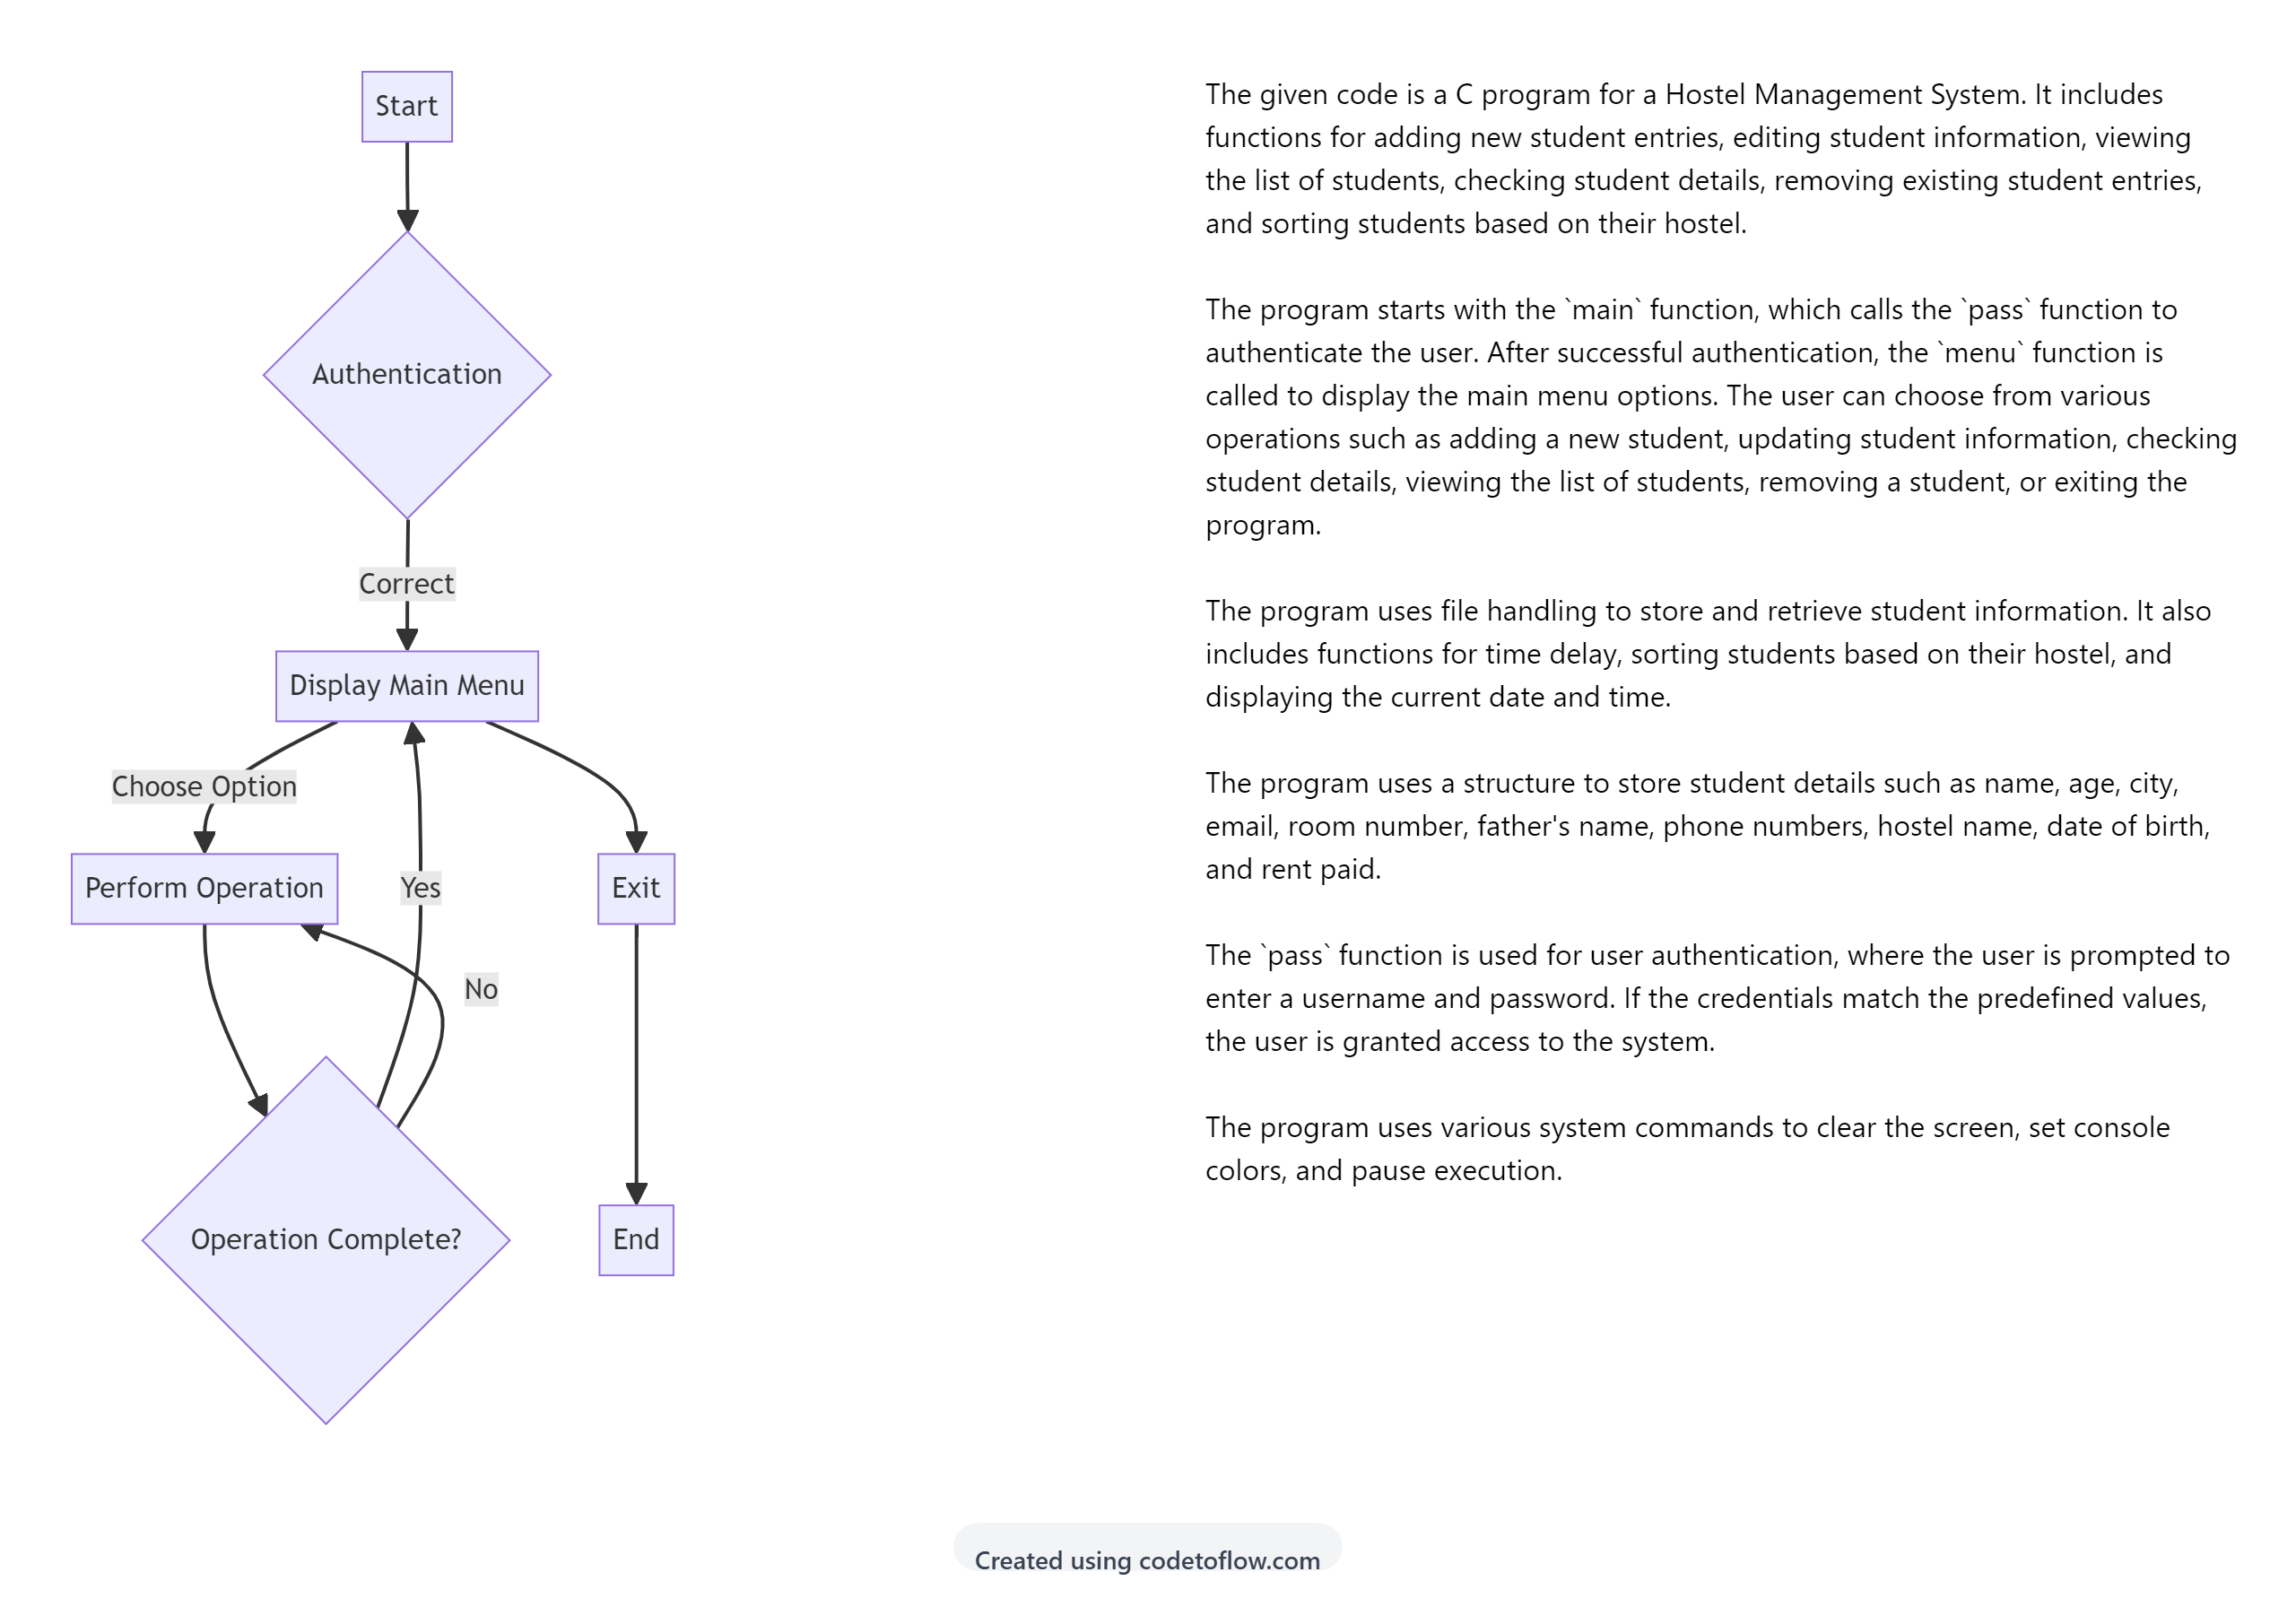 Start
Authentication
Correct
Display Main Menu
Choose Option
Perform Operation
Yes
Exit
No
Operation Complete?
End
The given code is a C program for a Hostel Management System. It includes
functions for adding new student entries, editing student information, viewing
the list of students, checking student details, removing existing student entries,
and sorting students based on their hostel.
The program starts with the `main` function, which calls the `pass` function to
authenticate the user. After successful authentication, the `menu` function is
called to display the main menu options. The user can choose from various
operations such as adding a new student, updating student information, checking
student details, viewing the list of students, removing a student, or exiting the
program.
The program uses file handling to store and retrieve student information. It also
includes functions for time delay, sorting students based on their hostel, and
displaying the current date and time.
The program uses a structure to store student details such as name, age, city,
email, room number, father's name, phone numbers, hostel name, date of birth,
and rent paid.
The `pass` function is used for user authentication, where the user is prompted to
enter a username and password. If the credentials match the predefined values,
the user is granted access to the system.
The program uses various system commands to clear the screen, set console
colors, and pause execution.
Created using codetoflow.com